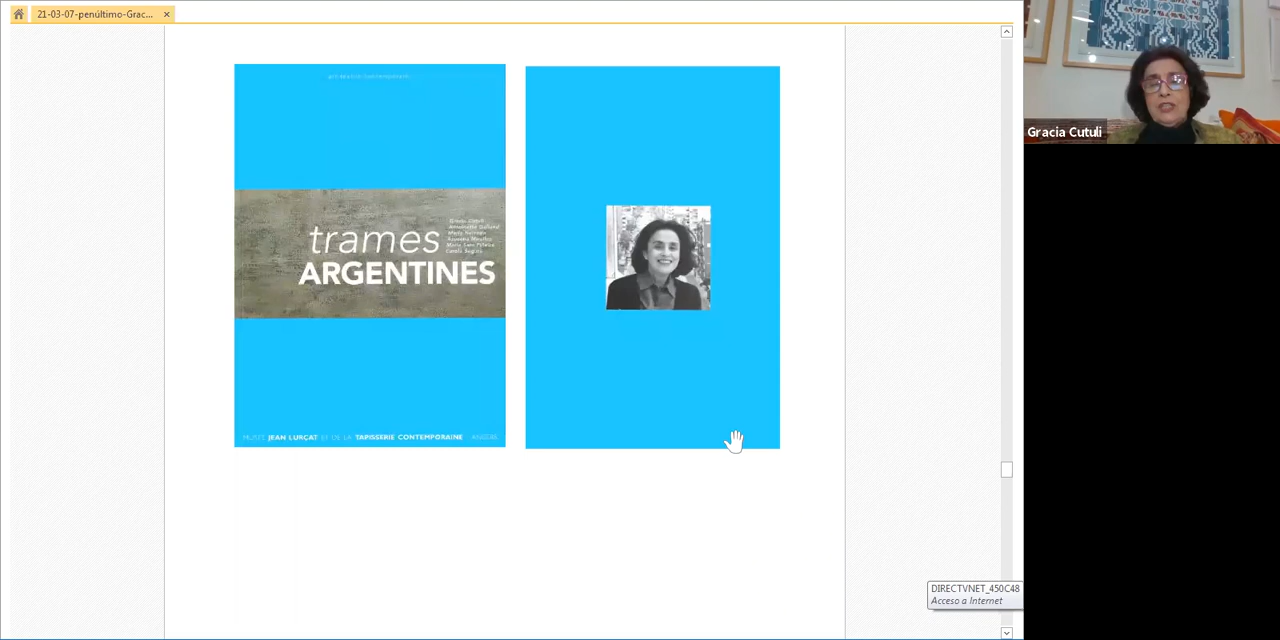 21-03-07-penúltimo-Grac...
trames
ARGENTINES
MUSÉE JEAN LURÇAT ET DE LA TAPISSERIE CONTEMPORAINE ANGERS
Gracia Cutuli
DIRECTVNET_450C48
Acceso a Internet